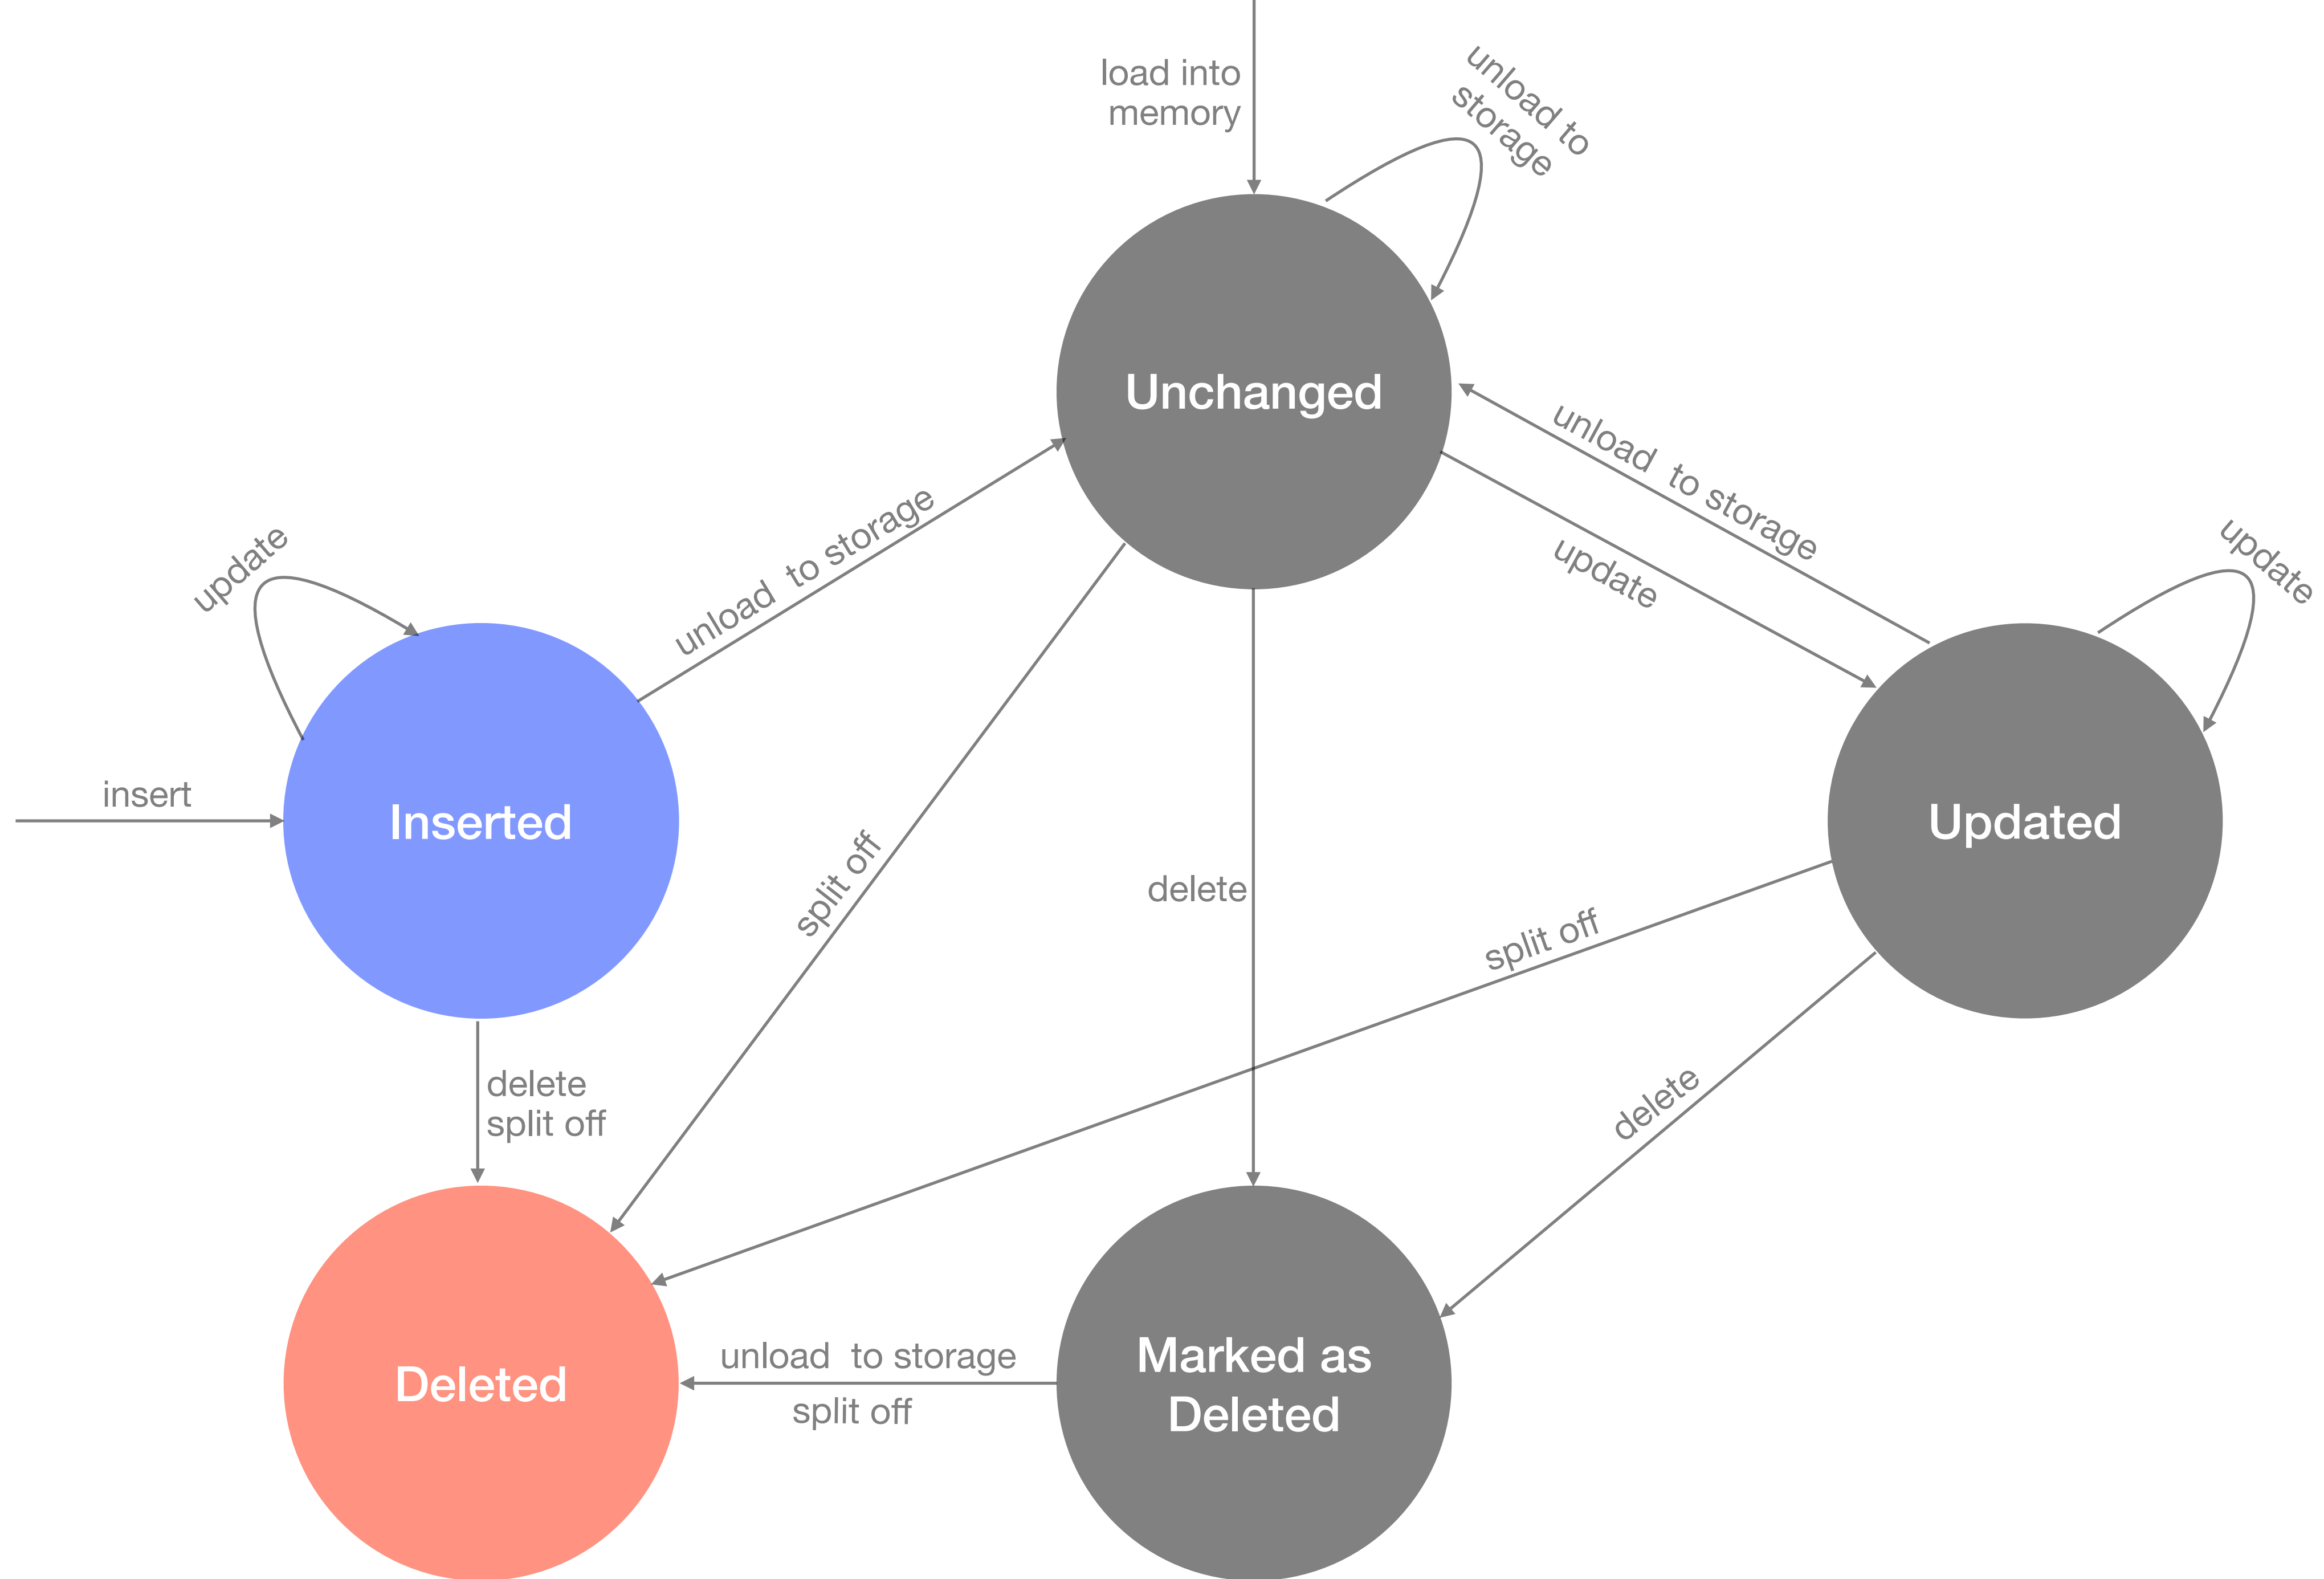 load into
memory
unload to
storage
Unchanged
unload to storage
update
unload to storage
update
update
insert
Inserted
Updated
split off
delete
split off
delete
split off
delete
Deleted
unload to storage
split off
Marked as
Deleted